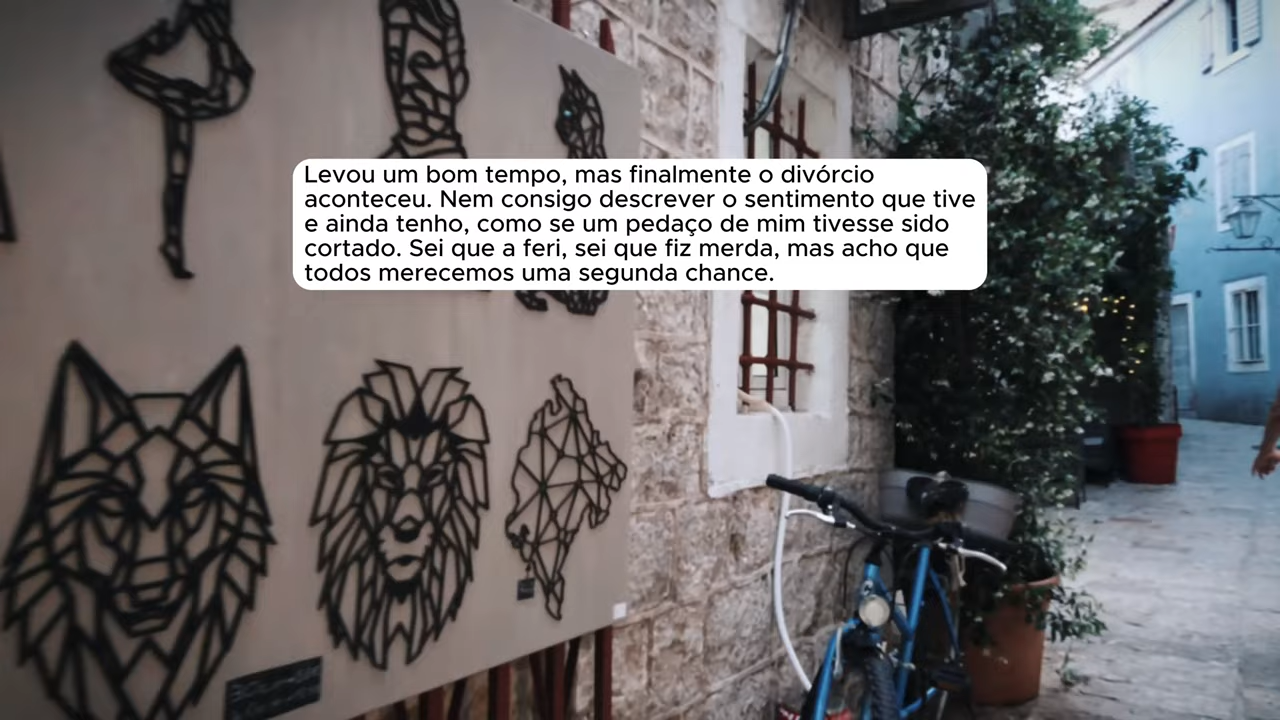 Levou um bom tempo, mas finalmente o divórcio
aconteceu. Nem consigo descrever o sentimento que tive
e ainda tenho, como se um pedaço de mim tivesse sido
cortado. Sei que a feri, sei que fiz merda, mas acho que
todos merecemos uma segunda chance.